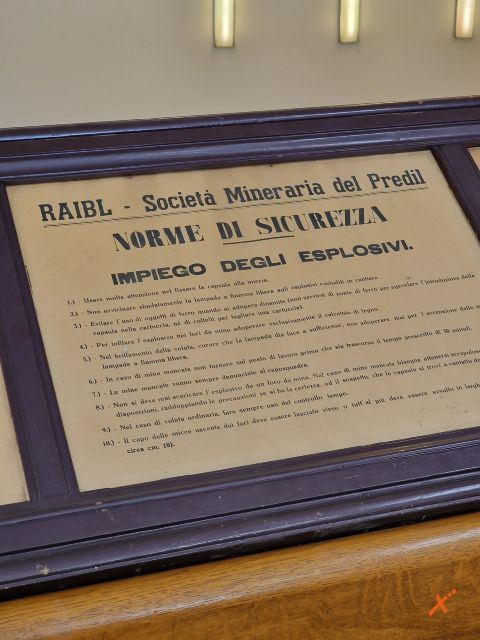 RAIBL - Società Mineraria del Predil
NORME DI SICUREZZA
IMPIEGO DEGLI ESPLOSIVI.
1.) - Usare molta attenzione nel fissare la capsula alla miccia.
2.) - Non avvicinare sbadatamente la lampada a fiamma libera agli esplosivi custoditi in cantiere.
3.) - Evitare l'uso di oggetti di ferro quando si adopera dinamite (non servirsi di punte di ferro per agevolare l'introduzione della
capsula nella cartuccia, nè di coltelli per tagliare una cartuccia).
4.) - Per infilare l'esplosivo nei fori da mina adoperare esclusivamente il calcatoio di legno.
5.) - Nel brillamento della volata, curare che la lampada dia luce a sufficienza; non adoperare mai per l'accensione delle
lampade a fiamma libera.
6.) - In caso di mina mancata non tornare sul posto di lavoro prima che sia trascorso il tempo prescritto di 30 minuti.
7.) - Le mine mancate vanno sempre denunciate al caposquadra.
8.) - Non si deve mai scaricare l'esplosivo da un foro da mina. Nel caso di mine mancate bisogna attenersi
disposizioni, raddoppiando le precauzioni se si ha la certezza, od il sospetto, che la capsula si trovi a contatto
9.) - Nel caso di volata ordinaria, fare sempre uso del controllo tempo.
10.) - Il capo delle micce uscente dai fori deve essere lasciato steso o tutt'al più deve essere avvolto in
circa cm. 10).